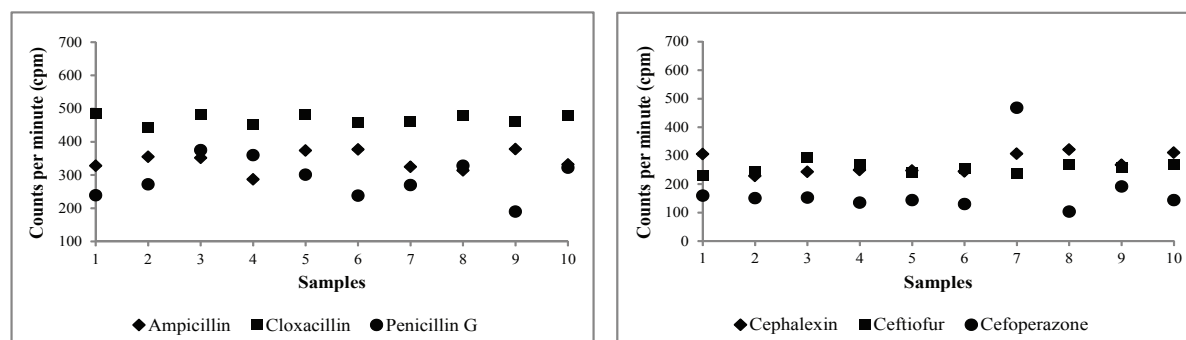 Counts per minute (cpm)
700
600
500
400
300
200
100
1 2 3 4 5 6 7 8 9 10
Samples
Ampicillin Cloxacillin Penicillin G
Counts per minute (cpm)
700
600
500
400
300
200
100
0
1 2 3 4 5 6 7 8 9 10
Samples
Cephalexin Ceftiofur Cefoperazone